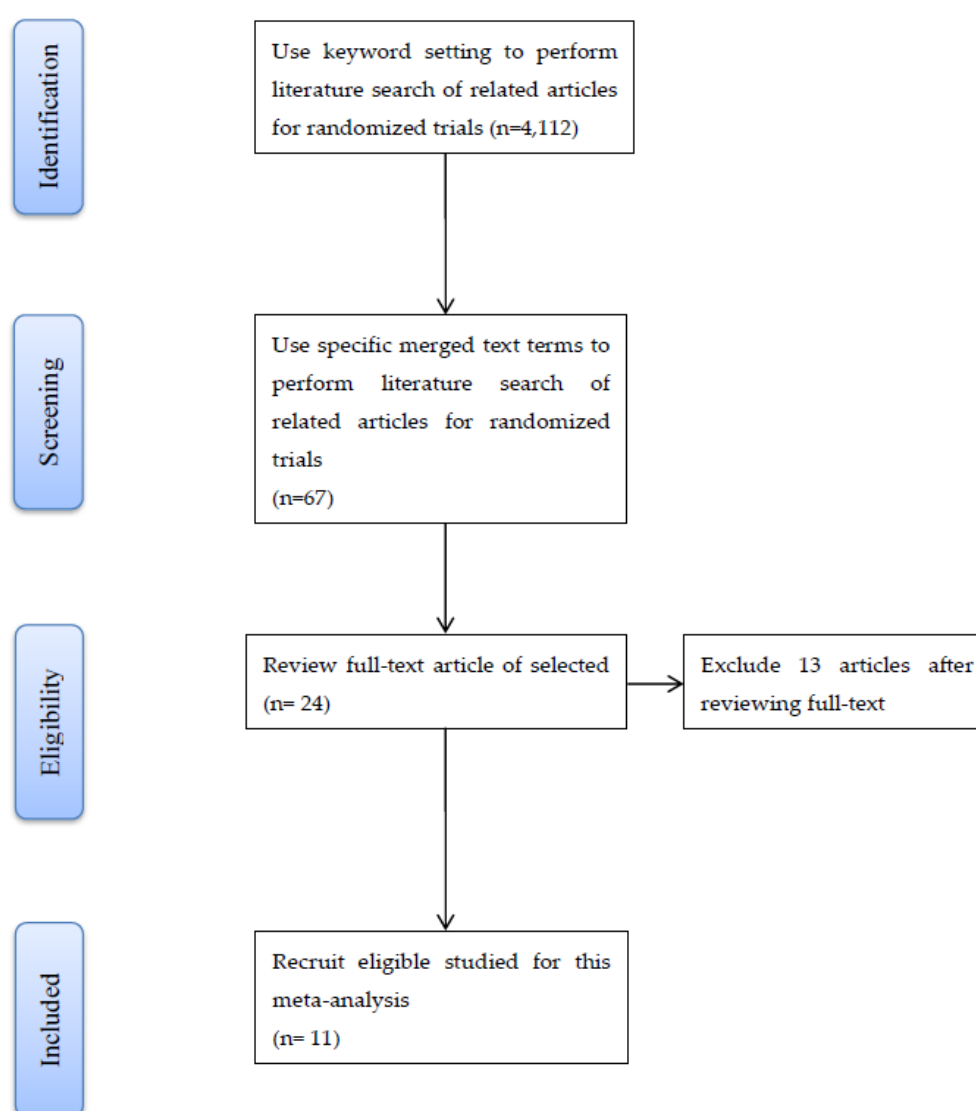 Identification
Use keyword setting to perform
literature search of related articles
for randomized trials (n=4,112)
Screening
Use specific merged text terms to
perform literature search of
related articles for randomized
trials
(n=67)
Eligibility
Review full-text article of selected
(n= 24)
Exclude 13 articles after
reviewing full-text
Included
Recruit eligible studied for this
meta-analysis
(n= 11)